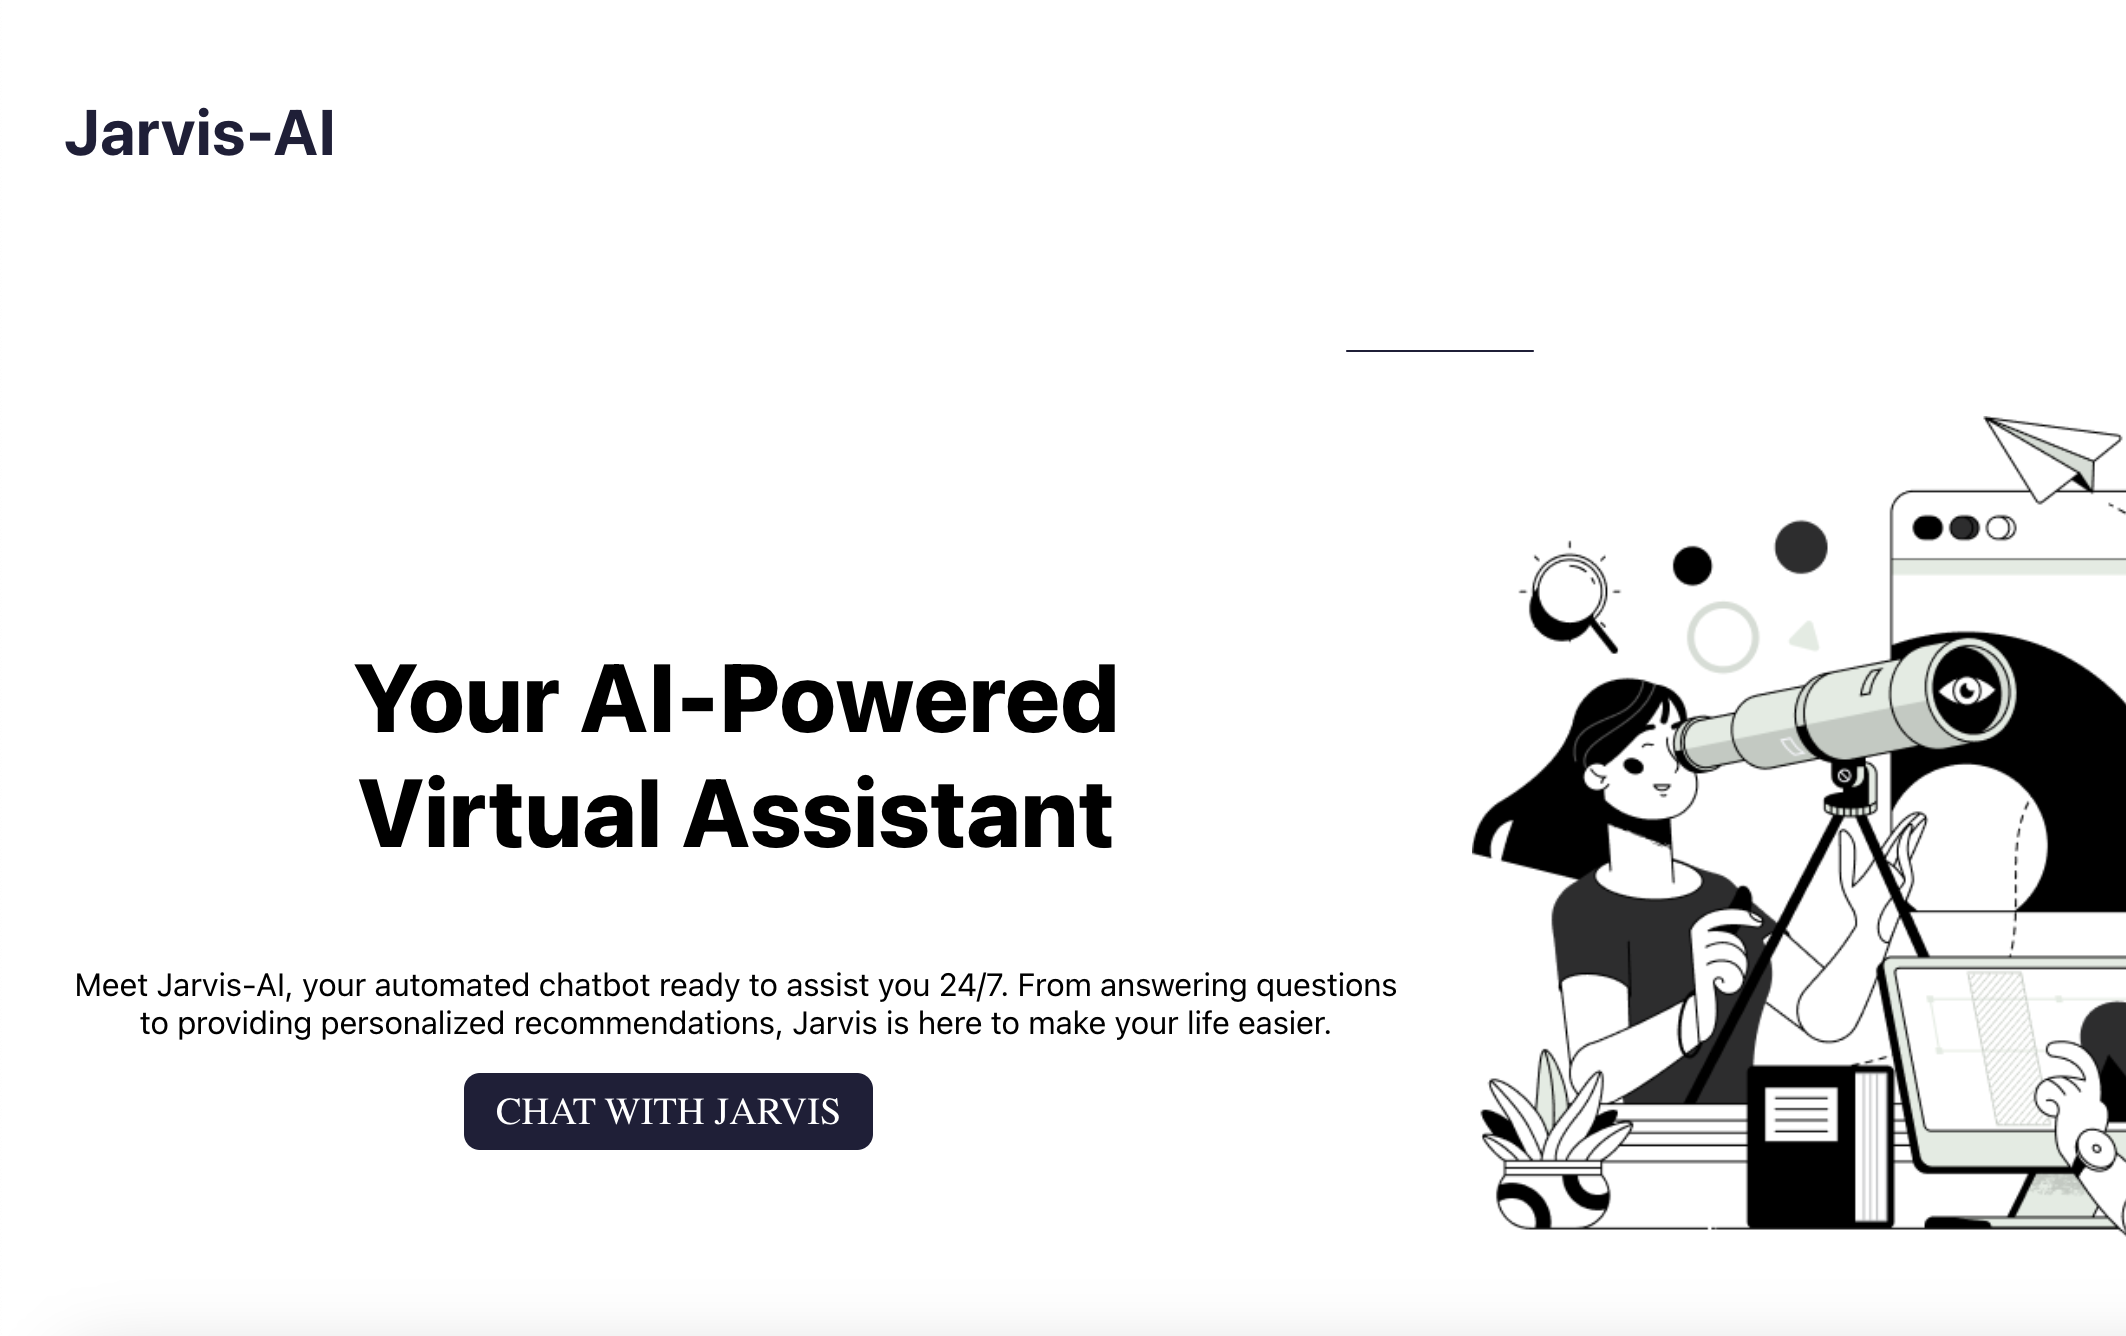 Jarvis-AI
Your AI-Powered
Virtual Assistant
Meet Jarvis-AI, your automated chatbot ready to assist you 24/7. From answering questions
to providing personalized recommendations, Jarvis is here to make your life easier.
CHAT WITH JARVIS